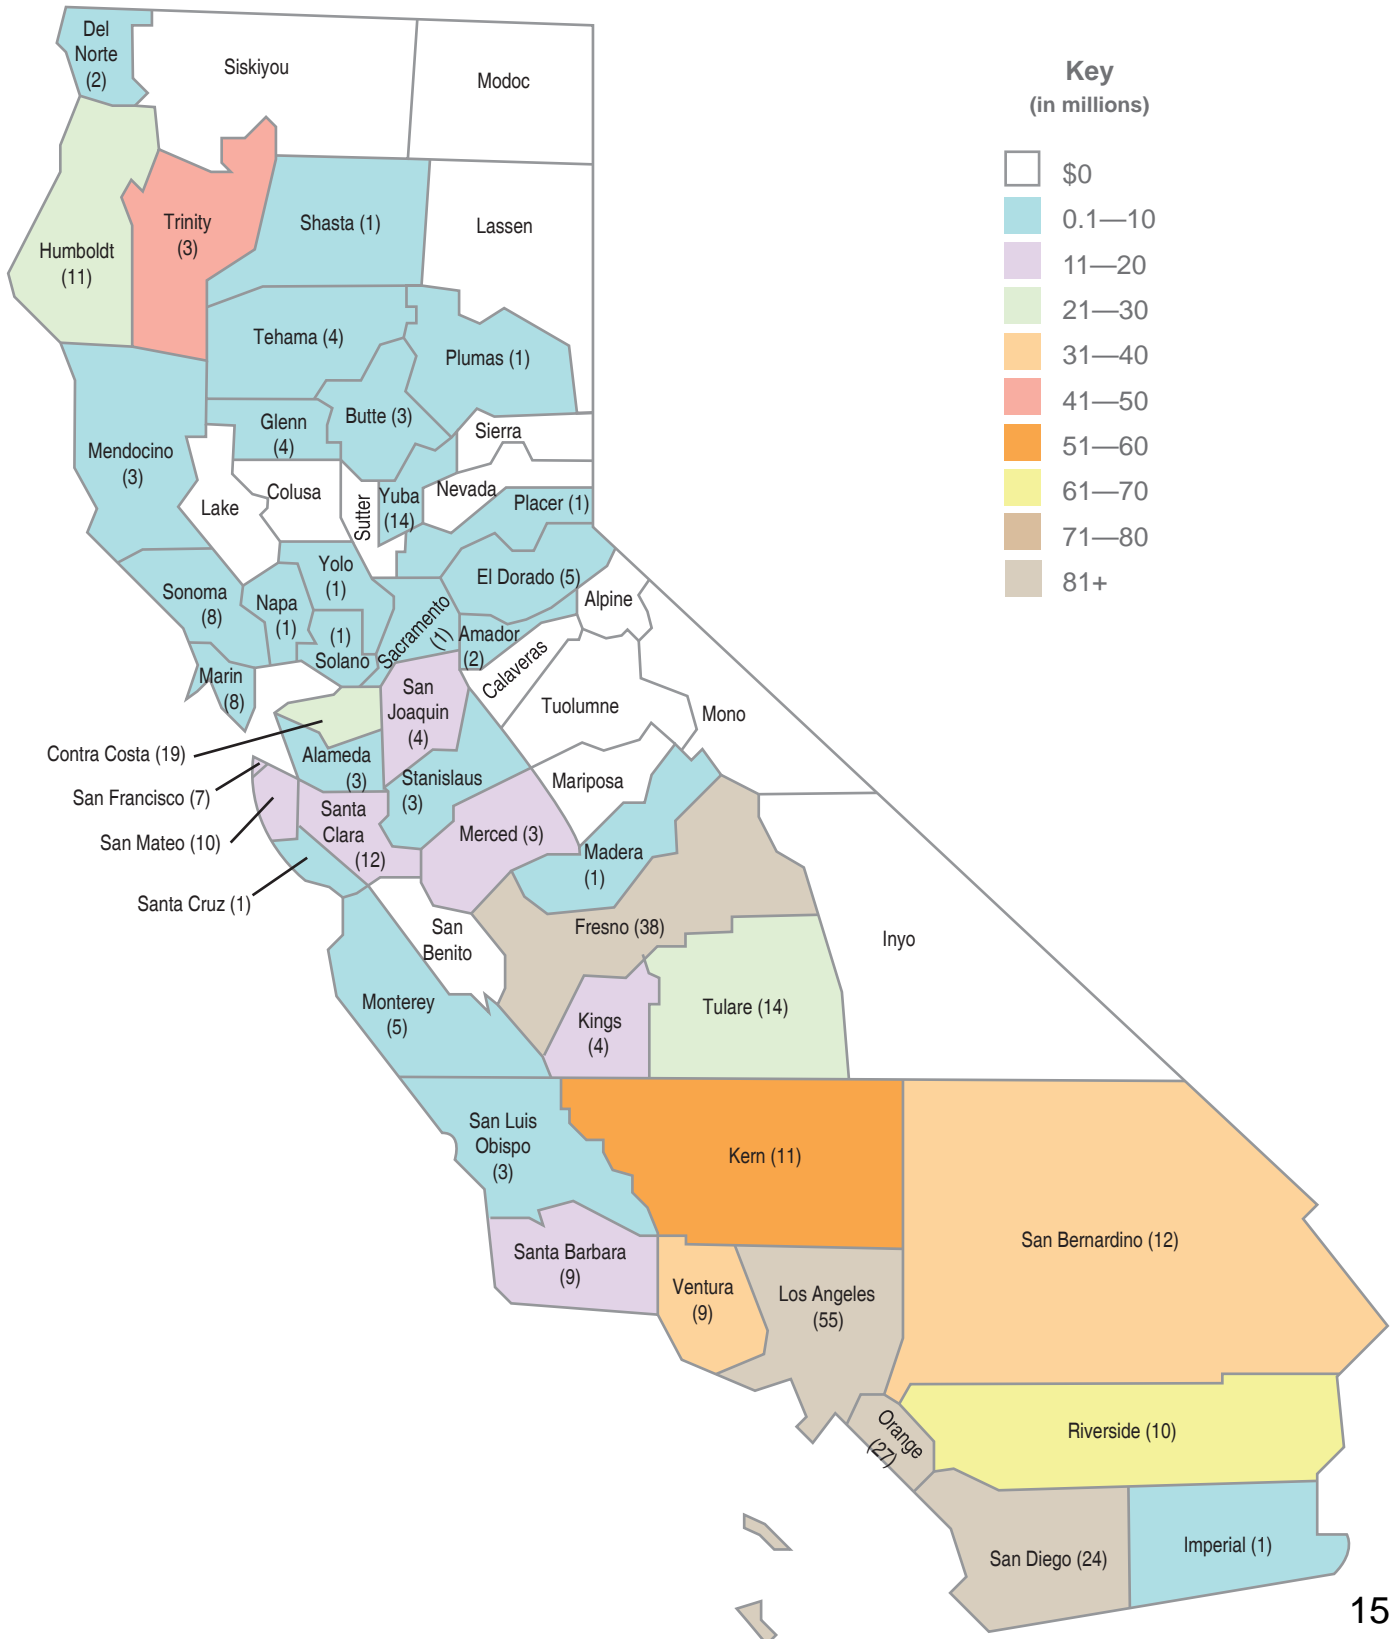 Del
Norte
(2)
Siskiyou
Modoc
Key
(in millions)
$0
0.1—10
11—20
21—30
31—40
41—50
51—60
61—70
71—80
81+
Humboldt
(11)
Trinity
(3)
Shasta (1)
Lassen
Tehama (4)
Plumas (1)
Glenn
(4)
Butte (3)
Sierra
Mendocino
(3)
Lake
Colusa
Sutter
Yuba
(14)
Nevada
Placer (1)
Yolo
(1)
El Dorado (5)
Sonoma
(8)
Napa
(1)
(1)
Solano
Sacramento
(1)
Amador
(2)
Alpine
Calaveras
Marin
(8)
San
Joaquin
(4)
Tuolumne
Mono
Contra Costa (19)
Alameda
(3)
Stanislaus
(3)
Mariposa
San Francisco (7)
San Mateo (10)
Santa
Clara
(12)
Merced (3)
Madera
(1)
Santa Cruz (1)
San
Benito
Fresno (38)
Inyo
Monterey
(5)
Kings
(4)
Tulare (14)
San Luis
Obispo
(3)
Kern (11)
San Bernardino (12)
Santa Barbara
(9)
Ventura
(9)
Los Angeles
(55)
Orange
(27)
Riverside (10)
San Diego (24)
Imperial (1)
15